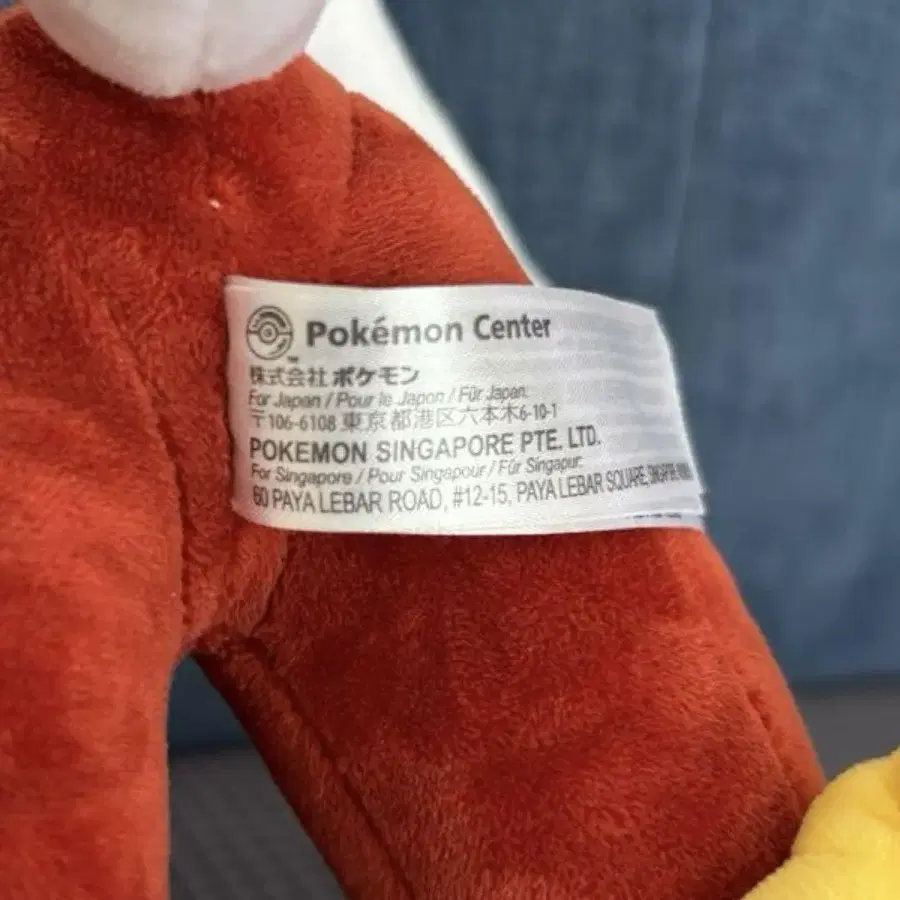 Pokémon Center
TM
株式会社ポケモン
For Japan / Pour le Japon / Für Japan:
〒106-6108 東京都港区六本木6-10-1
POKEMON SINGAPORE PTE. LTD.
For Singapore / Pour Singapour / Für Singapur:
60 PAYA LEBAR ROAD, #12-15, PAYA LEBAR SQUARE,